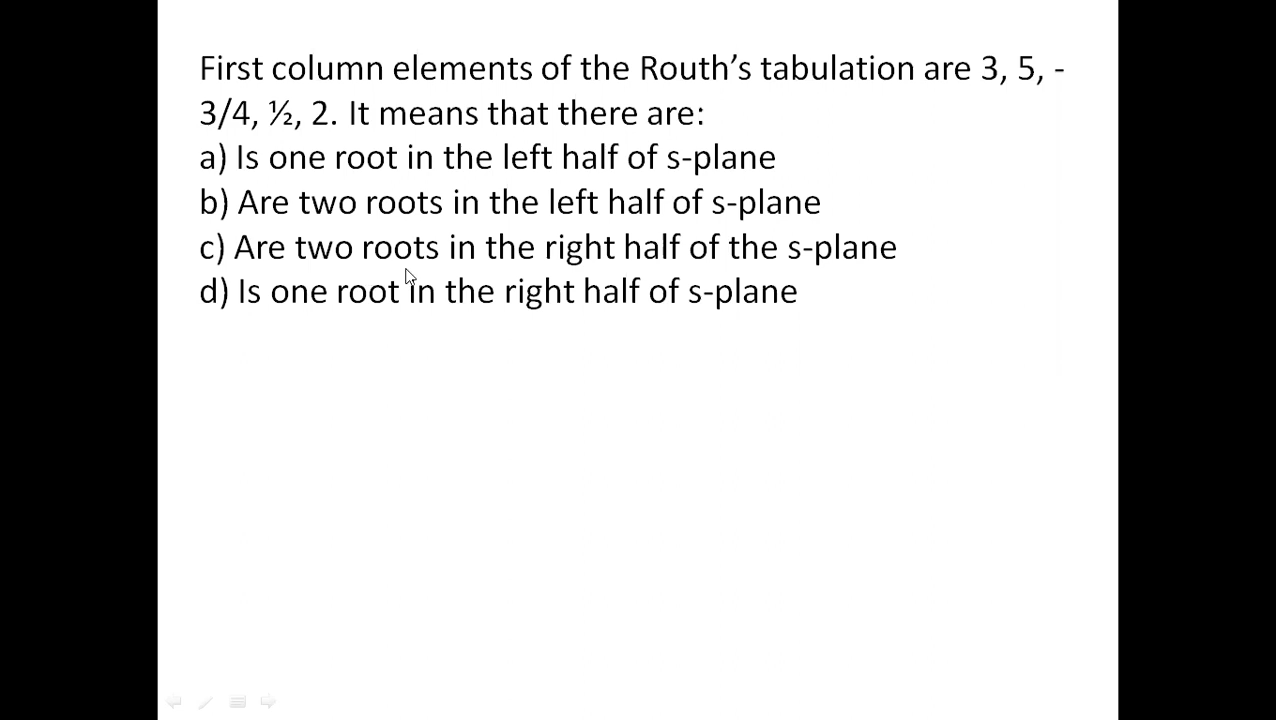 First column elements of the Routh’s tabulation are 3, 5, -
3/4, ½, 2. It means that there are:
a) Is one root in the left half of s-plane
b) Are two roots in the left half of s-plane
c) Are two roots in the right half of the s-plane
d) Is one root in the right half of s-plane